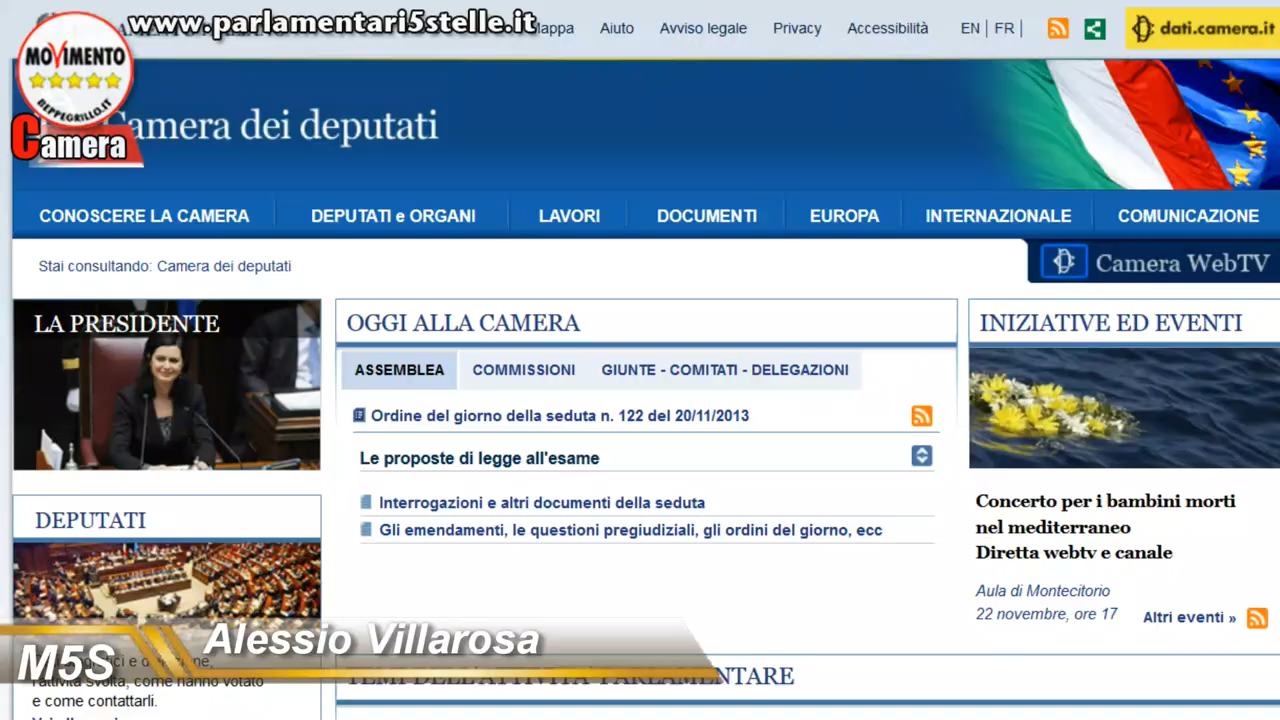 www.parlamentari5stelle.it
Mappa Aiuto Avviso legale Privacy Accessibilità EN | FR |
dati.camera.it
MOVIMENTO
BEPPEGRILLO.IT
Camera
Camera dei deputati
CONOSCERE LA CAMERA DEPUTATI e ORGANI LAVORI DOCUMENTI EUROPA INTERNAZIONALE COMUNICAZIONE
Stai consultando: Camera dei deputati
Camera WebTV
LA PRESIDENTE
OGGI ALLA CAMERA
ASSEMBLEA COMMISSIONI GIUNTE - COMITATI - DELEGAZIONI
Ordine del giorno della seduta n. 122 del 20/11/2013
Le proposte di legge all'esame
Interrogazioni e altri documenti della seduta
Gli emendamenti, le questioni pregiudiziali, gli ordini del giorno, ecc
INIZIATIVE ED EVENTI
Concerto per i bambini morti
nel mediterraneo
Diretta webtv e canale
Aula di Montecitorio
22 novembre, ore 17
Altri eventi »
DEPUTATI
Alessio Villarosa
M5S
l'attività svolta, come hanno votato
e come contattarli.
TEMI DELL'ATTIVITÀ PARLAMENTARE